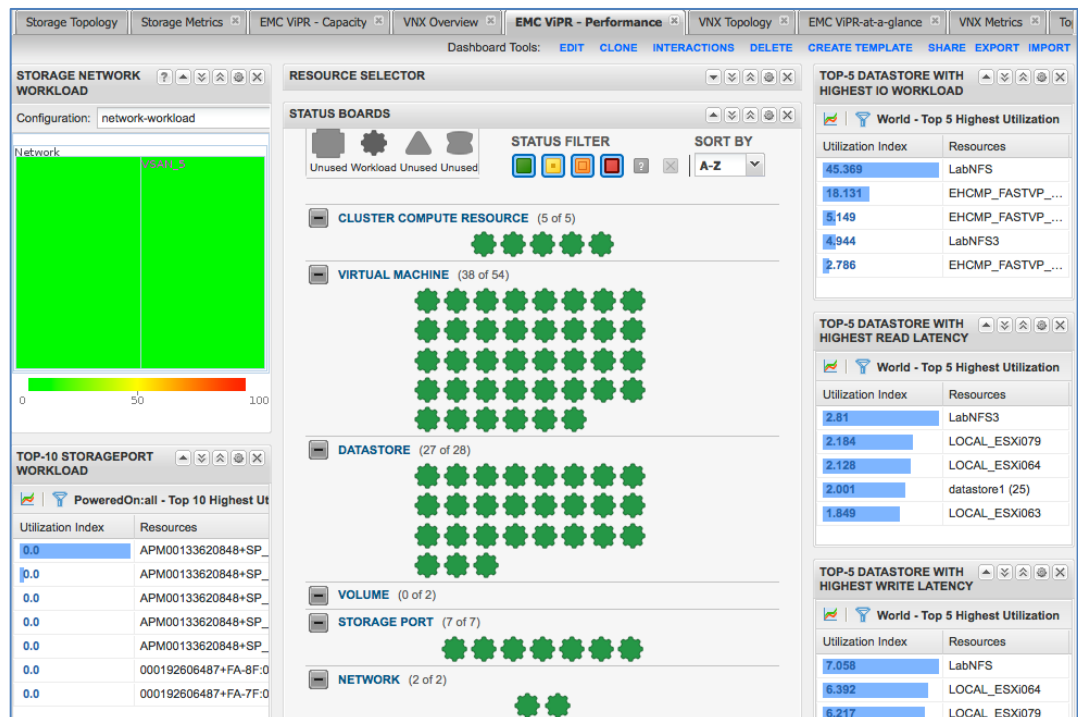 Storage Topology
Storage Metrics
EMC ViPR - Capacity
VNX Overview
EMC ViPR - Performance
VNX Topology
EMC ViPR-at-a-glance
VNX Metrics
Dashboard Tools: EDIT CLONE INTERACTIONS DELETE CREATE TEMPLATE SHARE EXPORT IMPORT
STORAGE NETWORK
WORKLOAD
Configuration: network-workload
Network
0 50 100
TOP-10 STORAGEPORT
WORKLOAD
PoweredOn:all - Top 10 Highest Ut
Utilization Index Resources
0.0 APM00133620848+SP_
0.0 APM00133620848+SP_
0.0 APM00133620848+SP_
0.0 APM00133620848+SP_
0.0 APM00133620848+SP_
0.0 000192606487+FA-8F:0
0.0 000192606487+FA-7F:0
RESOURCE SELECTOR
STATUS BOARDS
Unused Workload Unused Unused
STATUS FILTER
?
SORT BY
A-Z
CLUSTER COMPUTE RESOURCE (5 of 5)
VIRTUAL MACHINE (38 of 54)
DATASTORE (27 of 28)
VOLUME (0 of 2)
STORAGE PORT (7 of 7)
NETWORK (2 of 2)
TOP-5 DATASTORE WITH
HIGHEST IO WORKLOAD
World - Top 5 Highest Utilization
Utilization Index Resources
45.369 LabNFS
18.131 EHCMP_FASTVP_...
5.149 EHCMP_FASTVP_...
4.944 LabNFS3
2.786 EHCMP_FASTVP_...
TOP-5 DATASTORE WITH
HIGHEST READ LATENCY
World - Top 5 Highest Utilization
Utilization Index Resources
2.81 LabNFS3
2.184 LOCAL_ESXi079
2.128 LOCAL_ESXi064
2.001 datastore1 (25)
1.849 LOCAL_ESXi063
TOP-5 DATASTORE WITH
HIGHEST WRITE LATENCY
World - Top 5 Highest Utilization
Utilization Index Resources
7.058 LabNFS
6.392 LOCAL_ESXi064
6.217 LOCAL_ESXi079